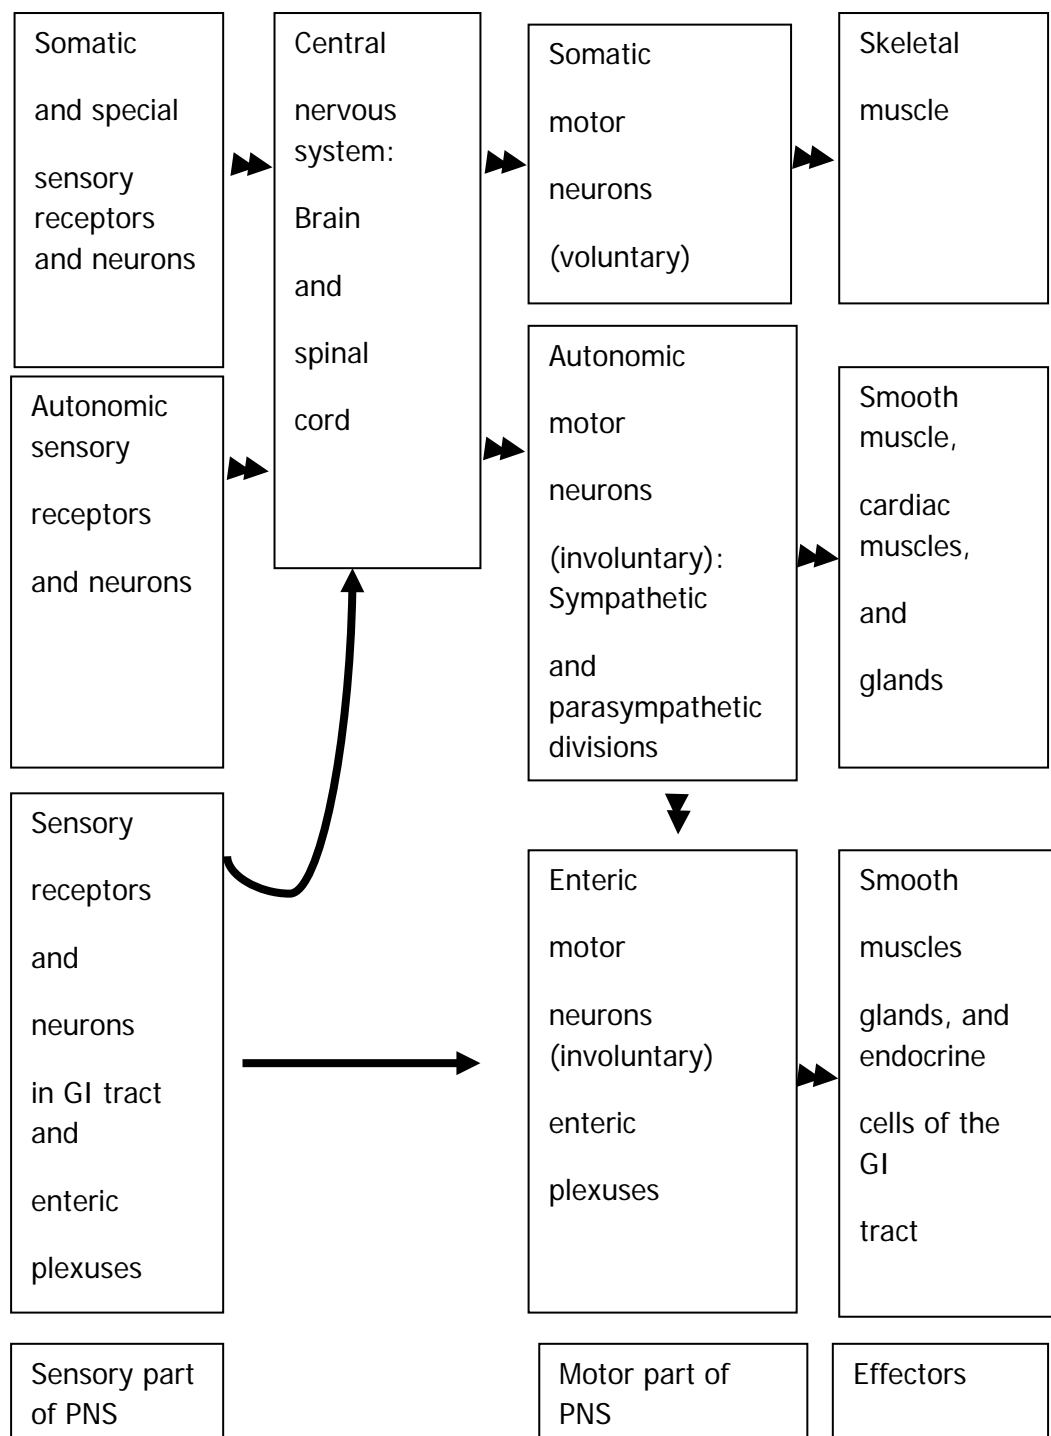 Somatic
and special
sensory
receptors
and neurons
Central
nervous
system:
Brain
and
spinal
cord
Somatic
motor
neurons
(voluntary)
Skeletal
muscle
Autonomic
sensory
receptors
and neurons
Autonomic
motor
neurons
(involuntary):
Sympathetic
and
parasympathetic
divisions
Smooth
muscle,
cardiac
muscles,
and
glands
Sensory
receptors
and
neurons
in GI tract
and
enteric
plexuses
Enteric
motor
neurons
(involuntary)
enteric
plexuses
Smooth
muscles
glands, and
endocrine
cells of the
GI
tract
Sensory part
of PNS
Motor part of
PNS
Effectors